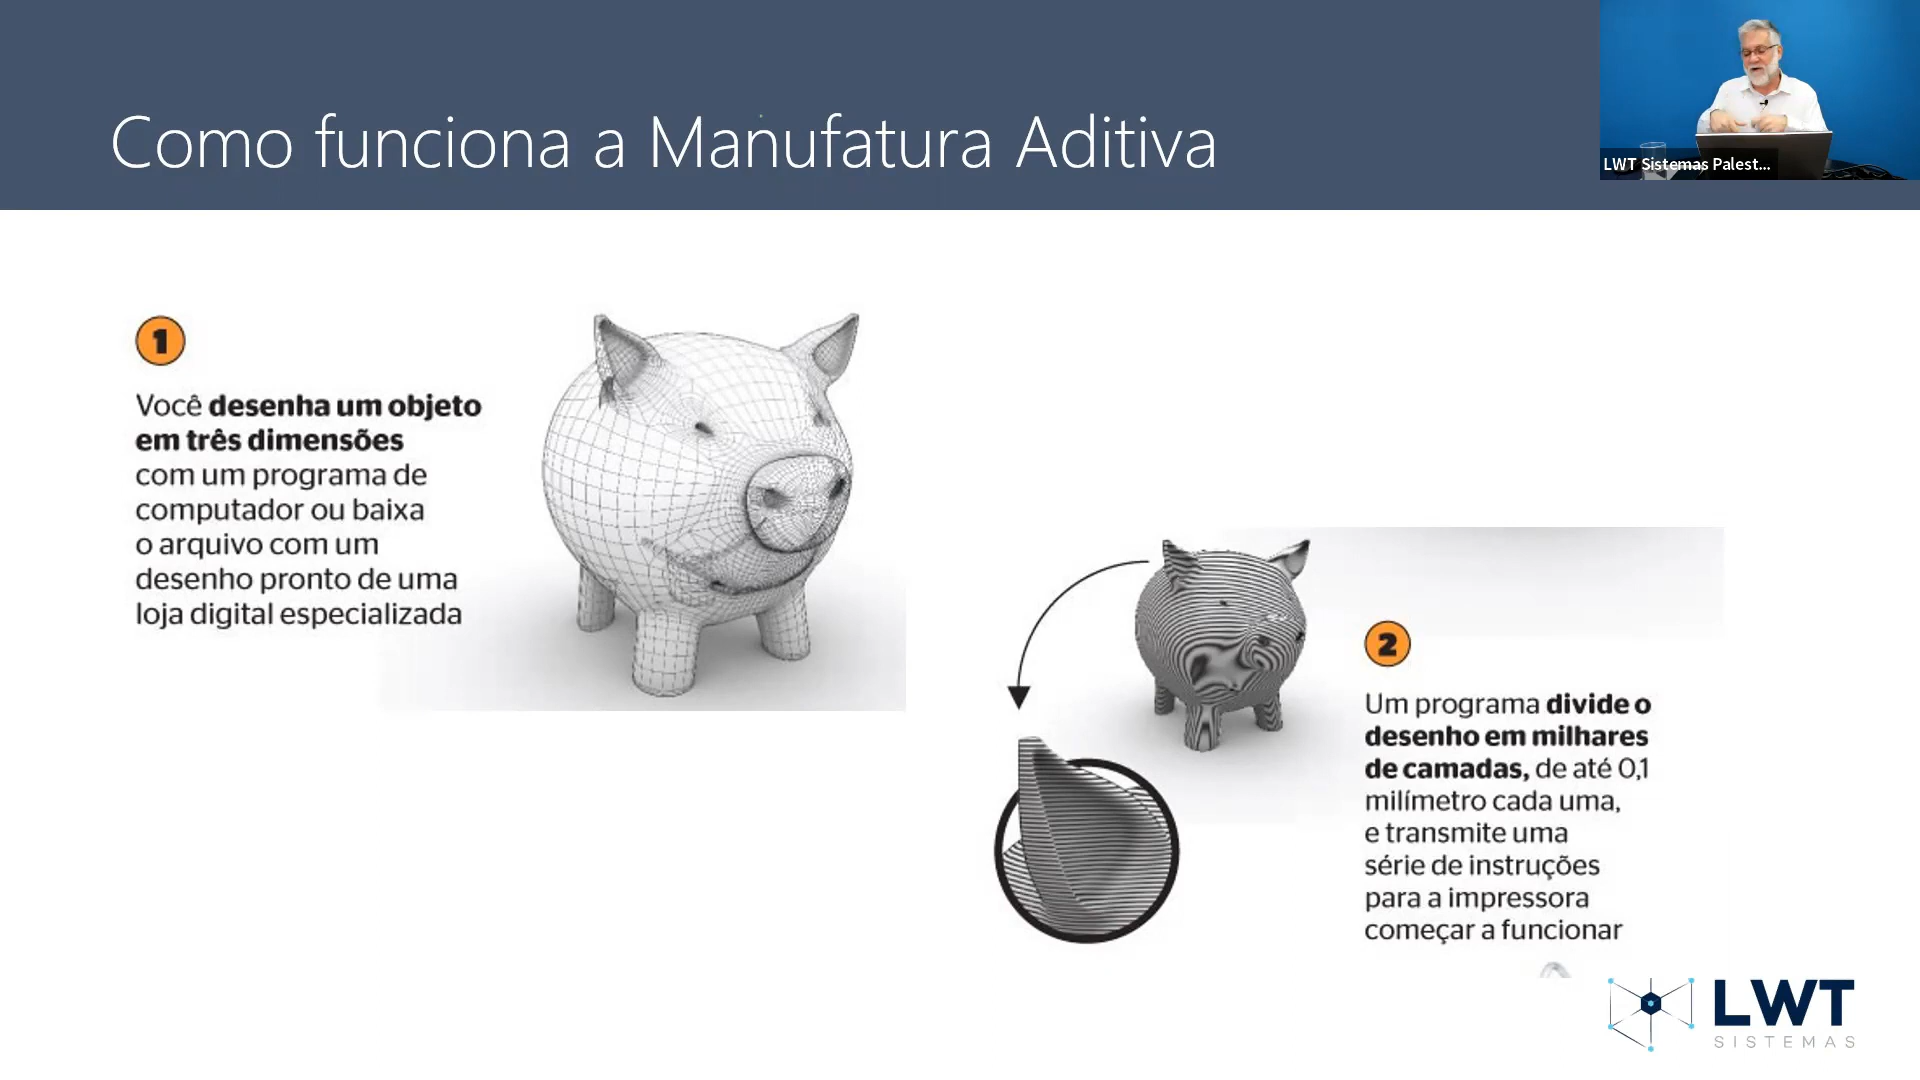 Como funciona a Manufatura Aditiva
LWT Sistemas Palest...
1
Você desenha um objeto
em três dimensões
com um programa de
computador ou baixa
o arquivo com um
desenho pronto de uma
loja digital especializada
2
Um programa divide o
desenho em milhares
de camadas, de até 0,1
milímetro cada uma,
e transmite uma
série de instruções
para a impressora
começar a funcionar
LWT
SISTEMAS